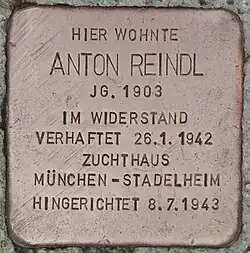 HIER WOHNTE
ANTON REINDL
JG. 1903
IM WIDERSTAND
VERHAFTET 26.1.1942
ZUCHTHAUS
MÜNCHEN-STADELHEIM
HINGERICHTET 8.7.1943